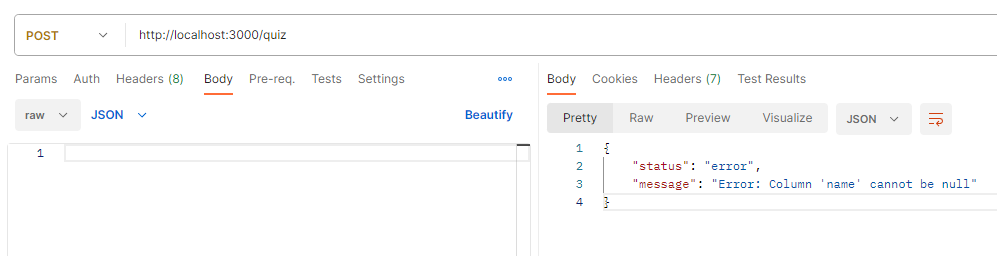 POST http://localhost:3000/quiz
Params Auth Headers (8) Body Pre-req. Tests Settings
raw JSON Beautify
1
Body Cookies Headers (7) Test Results
Pretty Raw Preview Visualize JSON
1 {
2 "status": "error",
3 "message": "Error: Column 'name' cannot be null"
4 }